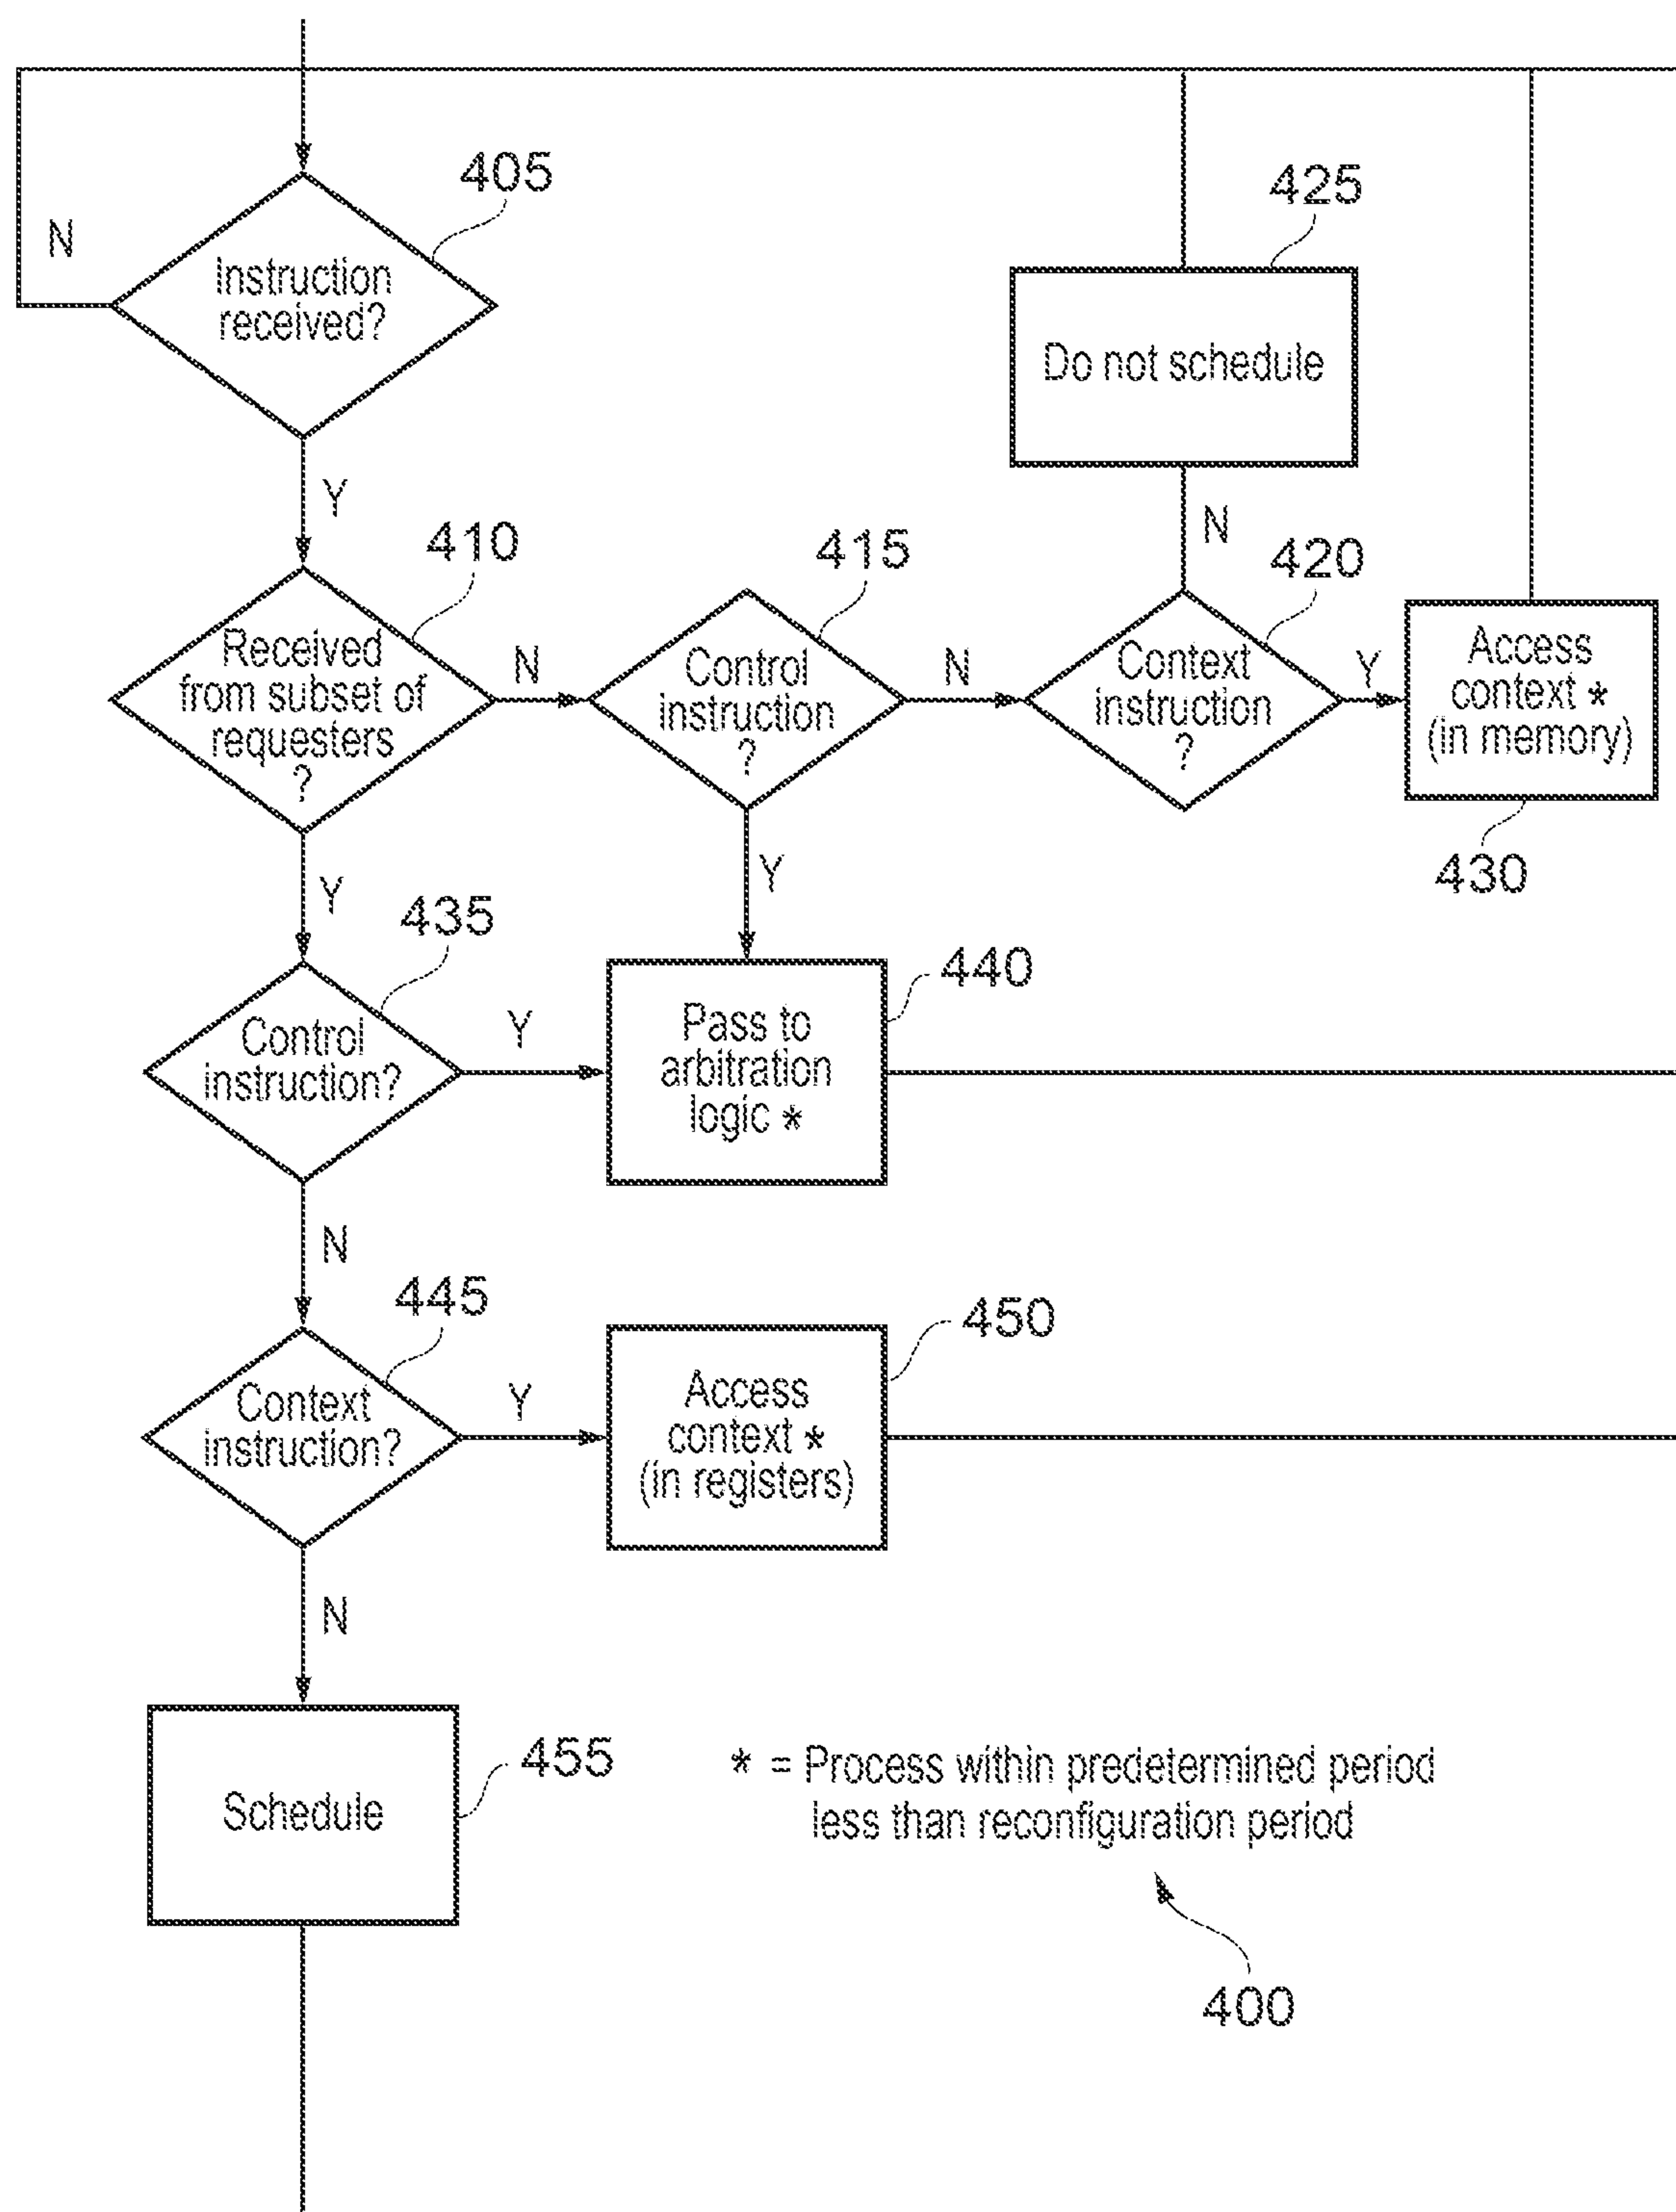 405
N
Instruction
received?
425
Do not schedule
Y
N
410
Received
from subset of
requesters
?
N
415
Control
instruction
?
N
420
Context
instruction
?
Y
Access
context *
(in memory)
430
Y
Y
435
Control
instruction?
Y
440
Pass to
arbitration
logic *
N
445
Context
instruction?
Y
450
Access
context *
(in registers)
N
455
Schedule
* = Process within predetermined period
less than reconfiguration period
400